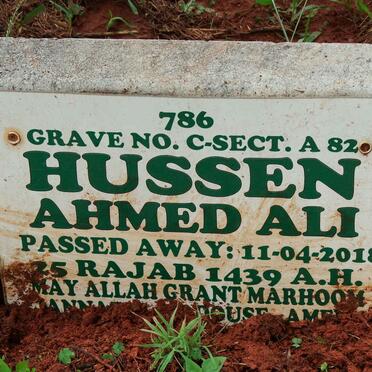 786
GRAVE NO. C-SECT. A 82
HUSSEN
AHMED ALI
PASSED AWAY: 11-04-2018
25 RAJAB 1439 A.H.
MAY ALLAH GRANT MARHOOM